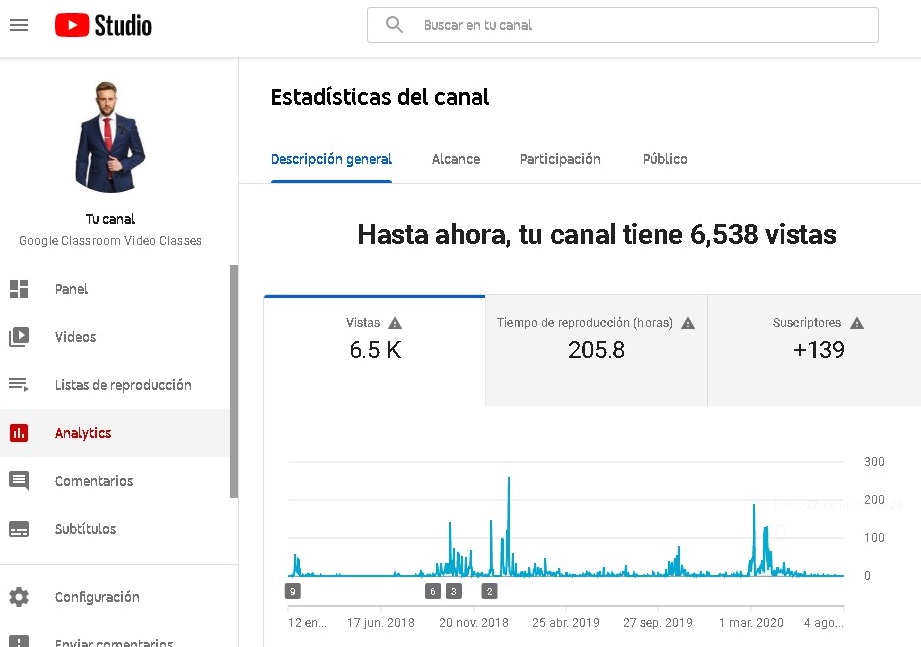 Studio
Buscar en tu canal
Tu canal
Google Classroom Video Classes
Panel
Videos
Listas de reproducción
Analytics
Comentarios
Subtítulos
Configuración
Enviar comentarios
Estadísticas del canal
Descripción general
Alcance
Participación
Público
Hasta ahora, tu canal tiene 6,538 vistas
Vistas
6.5 K
Tiempo de reproducción (horas)
205.8
Suscriptores
+139
300
200
100
0
9
6
3
2
12 en...
17 jun. 2018
20 nov. 2018
25 abr. 2019
27 sep. 2019
1 mar. 2020
4 ago...